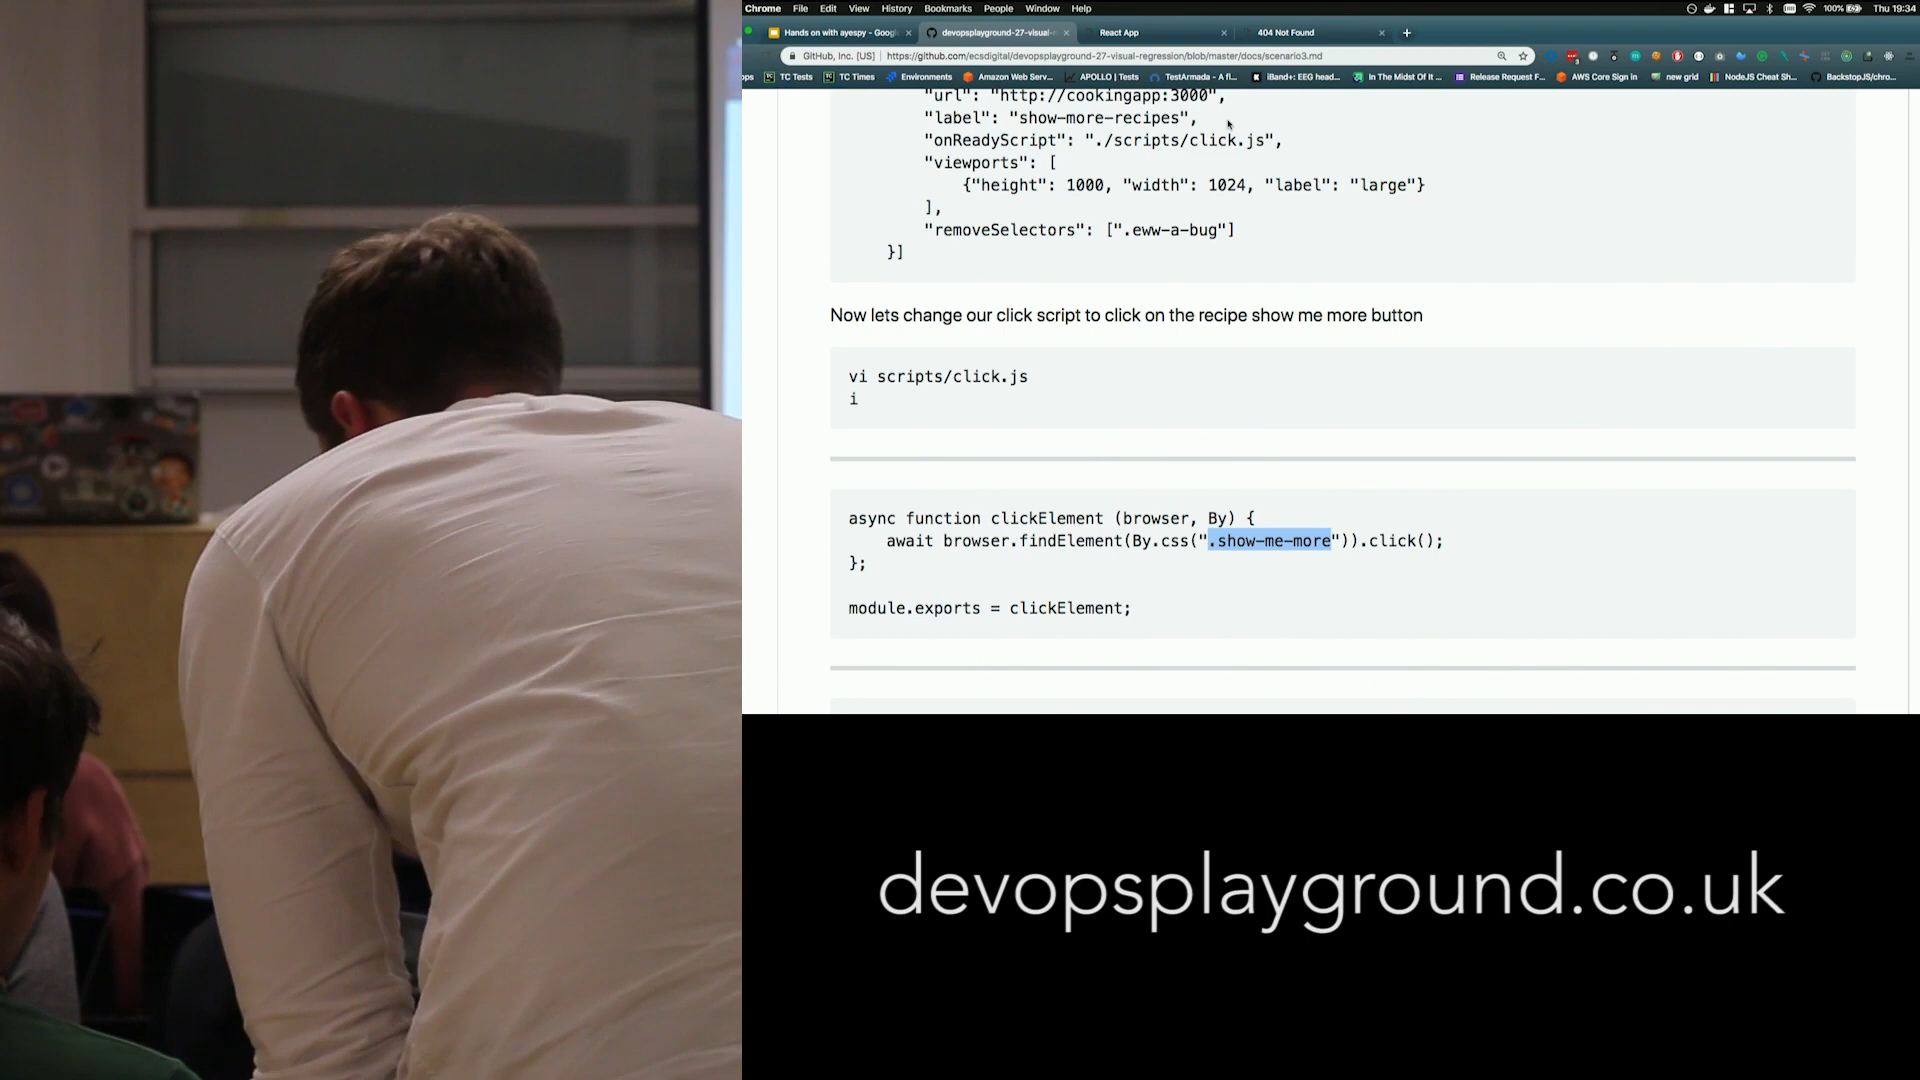 Chrome File Edit View History Bookmarks People Window Help 100% Thu 19:34
Hands on with ayespy - Googl
devopsplayground-27-visual-r
React App
404 Not Found
GitHub, Inc. [US] https://github.com/ecsdigital/devopsplayground-27-visual-regression/blob/master/docs/scenario3.md
ops TC Tests TC Times Environments Amazon Web Serv... APOLLO | Tests TestArmada - A fl... iBand+: EEG head... In The Midst Of It ... Release Request F... AWS Core Sign in new grid NodeJS Cheat Sh... BackstopJS/chro...
"url": "http://cookingapp:3000",
"label": "show-more-recipes",
"onReadyScript": "./scripts/click.js",
"viewports": [
{"height": 1000, "width": 1024, "label": "large"}
],
"removeSelectors": [".eww-a-bug"]
}]
Now lets change our click script to click on the recipe show me more button
vi scripts/click.js
i
async function clickElement (browser, By) {
await browser.findElement(By.css(".show-me-more")).click();
};
module.exports = clickElement;
devopsplayground.co.uk